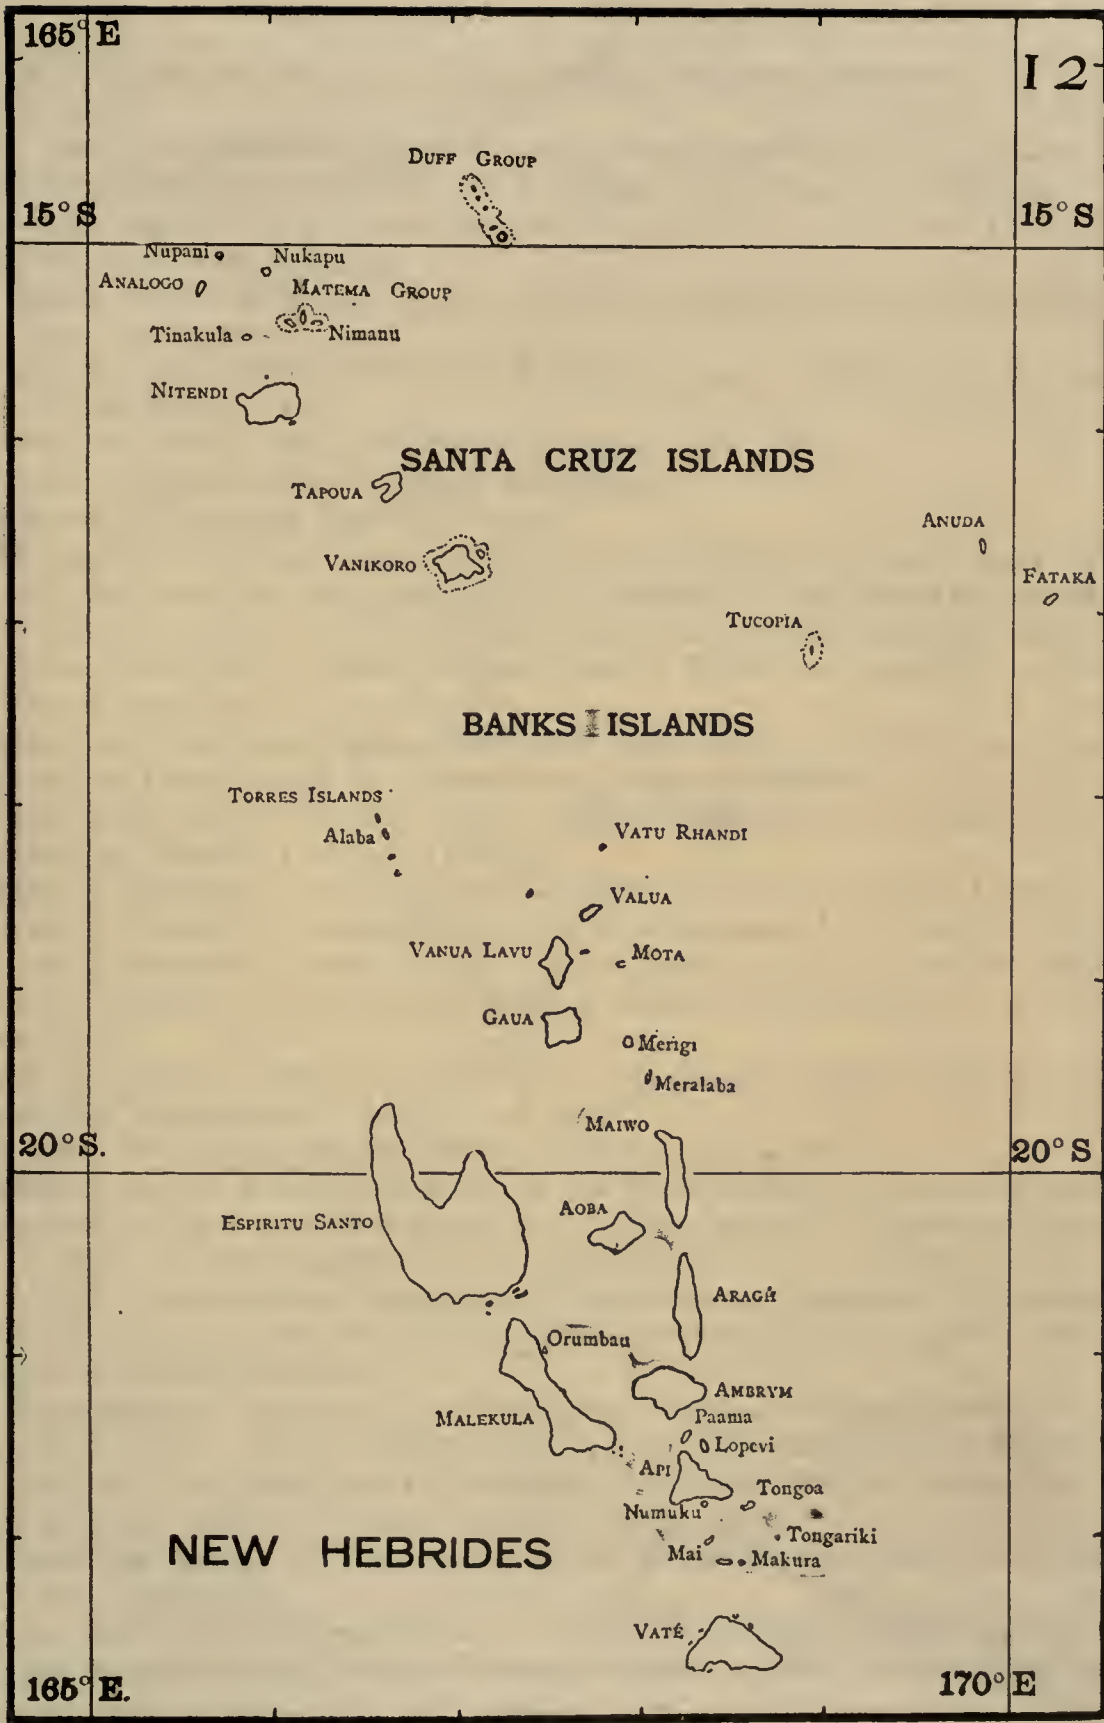 165° E
I 2
DUFF GROUP
15° S
15° S
Nupani
Nukapu
ANALOGO
MATEMA GROUP
Tinakula
Nimanu
NITENDI
SANTA CRUZ ISLANDS
TAPOUA
ANUDA
VANIKORO
FATAKA
TUCOPIA
BANKS ISLANDS
TORRES ISLANDS
Alaba
VATU RHANDI
VALUA
VANUA LAVU
MOTA
GAUA
Merigi
Meralaba
MAIWO
20° S.
20° S
AOBA
ESPIRITU SANTO
ARAGA
Orumbau
AMBRYM
MALEKULA
Paama
Lopevi
API
Tongoa
Numuku
Tongariki
NEW HEBRIDES
Mai
Makura
VATÉ
165° E.
170° E